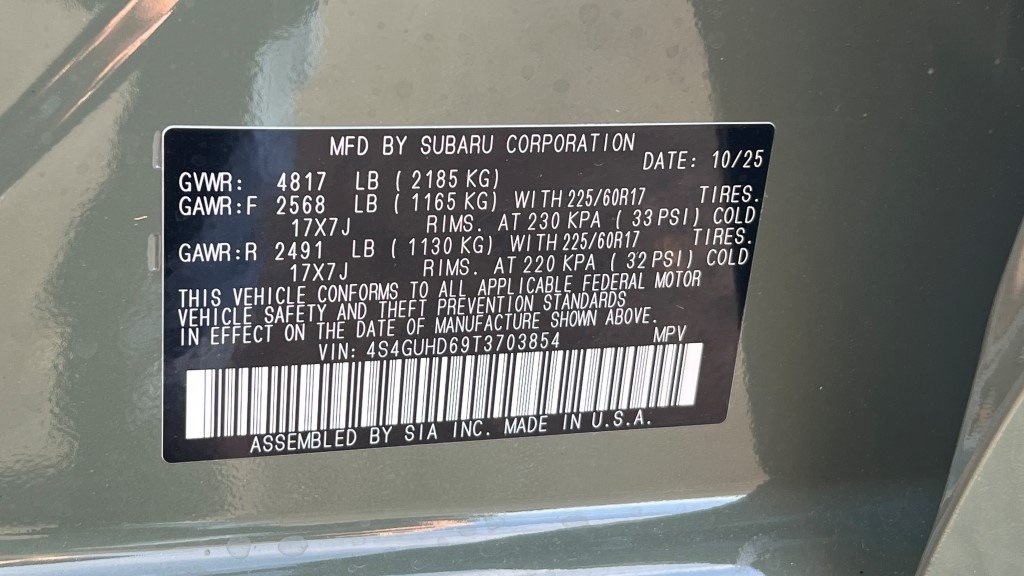 MFD BY SUBARU CORPORATION
DATE: 10/25
GVWR: 4817 LB ( 2185 KG)
GAWR:F 2568 LB ( 1165 KG) WITH 225/60R17 TIRES.
17X7J RIMS. AT 230 KPA ( 33 PSI) COLD
GAWR:R 2491 LB ( 1130 KG) WITH 225/60R17 TIRES.
17X7J RIMS. AT 220 KPA ( 32 PSI) COLD
THIS VEHICLE CONFORMS TO ALL APPLICABLE FEDERAL MOTOR
VEHICLE SAFETY AND THEFT PREVENTION STANDARDS
IN EFFECT ON THE DATE OF MANUFACTURE SHOWN ABOVE.
VIN: 4S4GUHD69T3703854 MPV
ASSEMBLED BY SIA INC. MADE IN U.S.A.